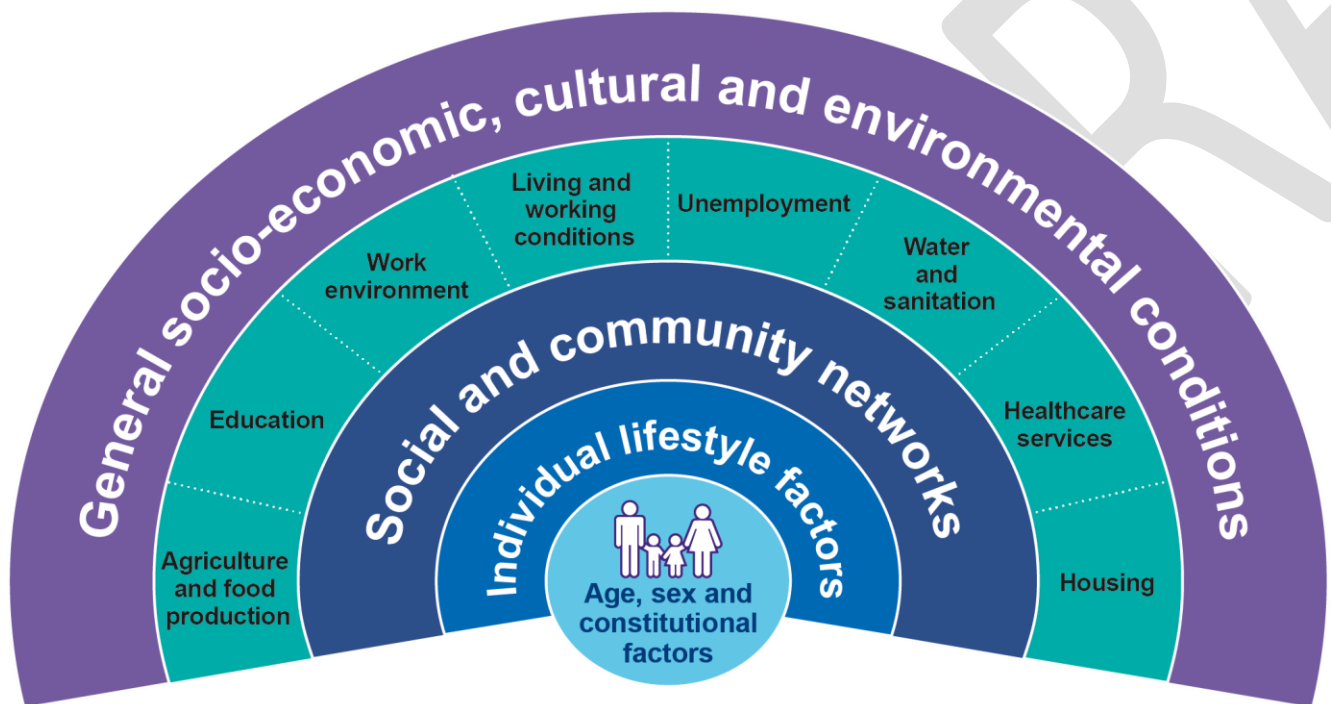 General socio-economic, cultural and environmental conditions
Living and
working
conditions
Unemployment
Work
environment
Water
and
sanitation
Education
Healthcare
services
Agriculture
and food
production
Housing
Social and community networks
Individual lifestyle factors
Age, sex and
constitutional
factors